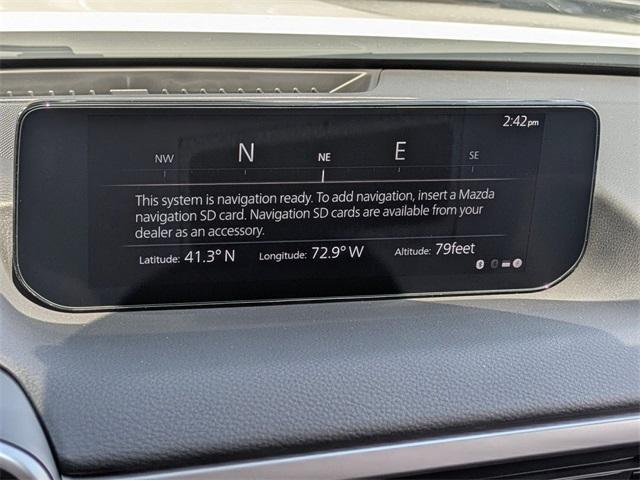 2:42pm
NW N NE E SE
This system is navigation ready. To add navigation, insert a Mazda
navigation SD card. Navigation SD cards are available from your
dealer as an accessory.
Latitude: 41.3° N Longitude: 72.9° W Altitude: 79feet